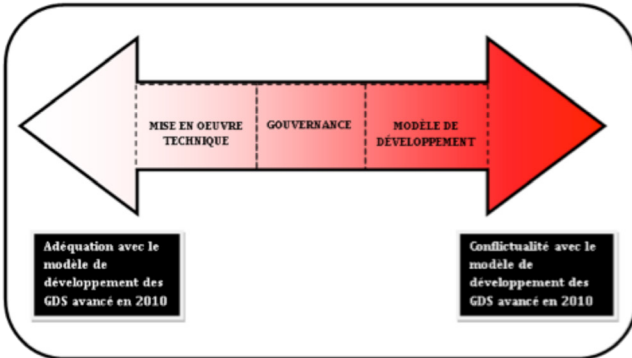 MISE EN OEUVRE
TECHNIQUE
GOUVERNANCE
MODÈLE DE
DÉVELOPPEMENT
Adéquation avec le
modèle de
développement des
GDS avancé en 2010
Conflictualité avec le
modèle de
développement des
GDS avancé en 2010